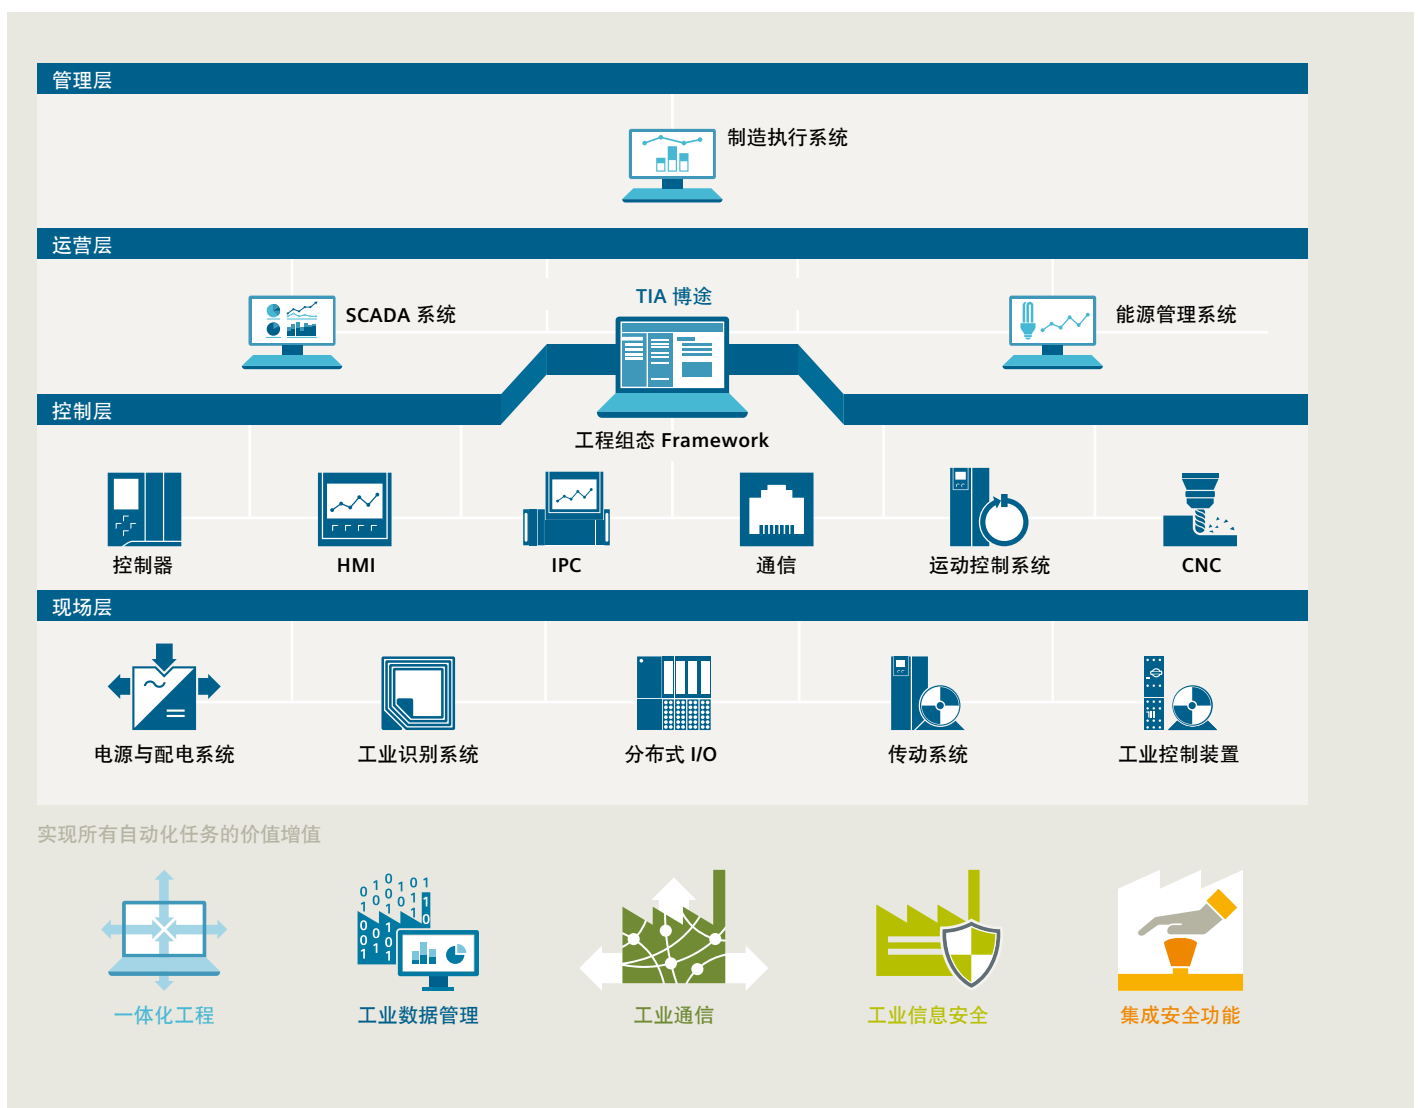 管理层
制造执行系统
运营层
SCADA 系统
TIA 博途
能源管理系统
控制层
工程组态 Framework
控制器
HMI
IPC
通信
运动控制系统
CNC
现场层
电源与配电系统
工业识别系统
分布式 I/O
传动系统
工业控制装置
实现所有自动化任务的价值增值
一体化工程
工业数据管理
工业通信
工业信息安全
集成安全功能